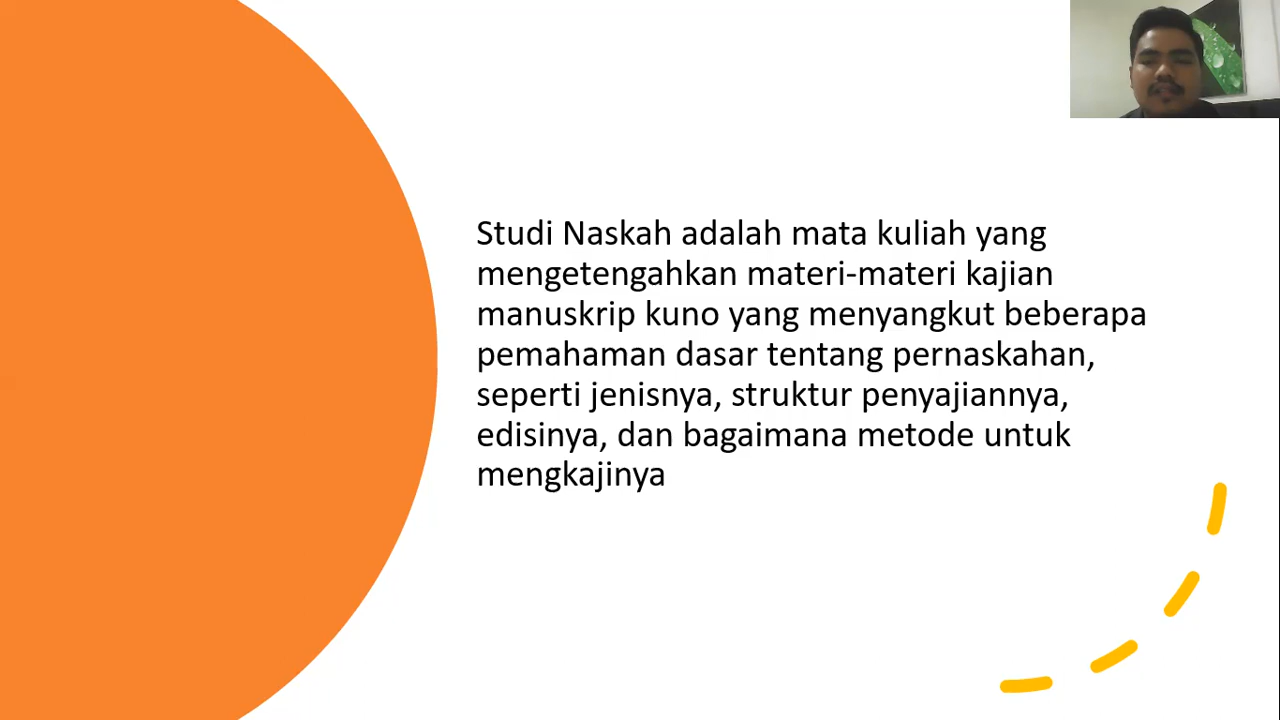 Studi Naskah adalah mata kuliah yang
mengetengahkan materi-materi kajian
manuskrip kuno yang menyangkut beberapa
pemahaman dasar tentang pernaskahan,
seperti jenisnya, struktur penyajiannya,
edisinya, dan bagaimana metode untuk
mengkajinya